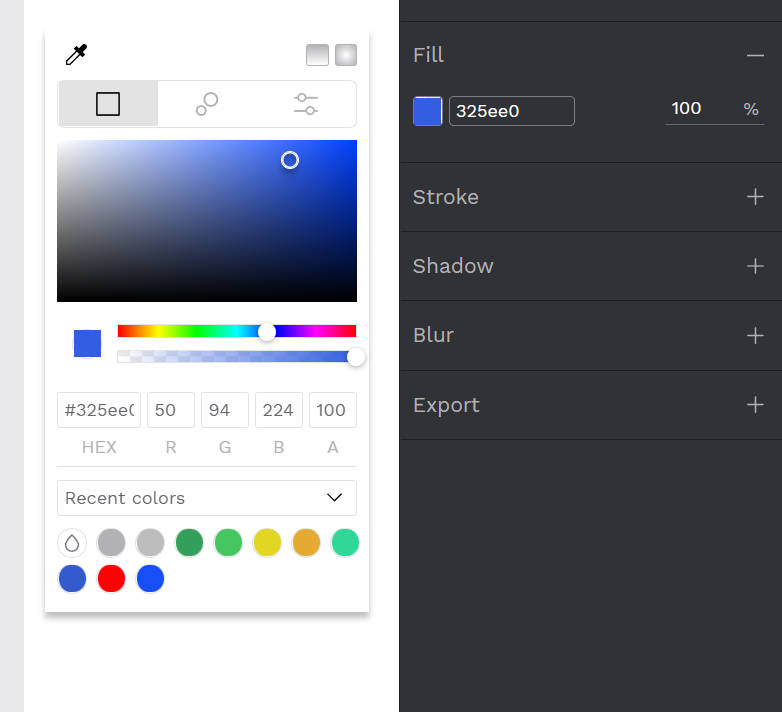 Fill
325ee0
100
%
Stroke
Shadow
Blur
Export
#325ee0
50
94
224
100
HEX
R
G
B
A
Recent colors